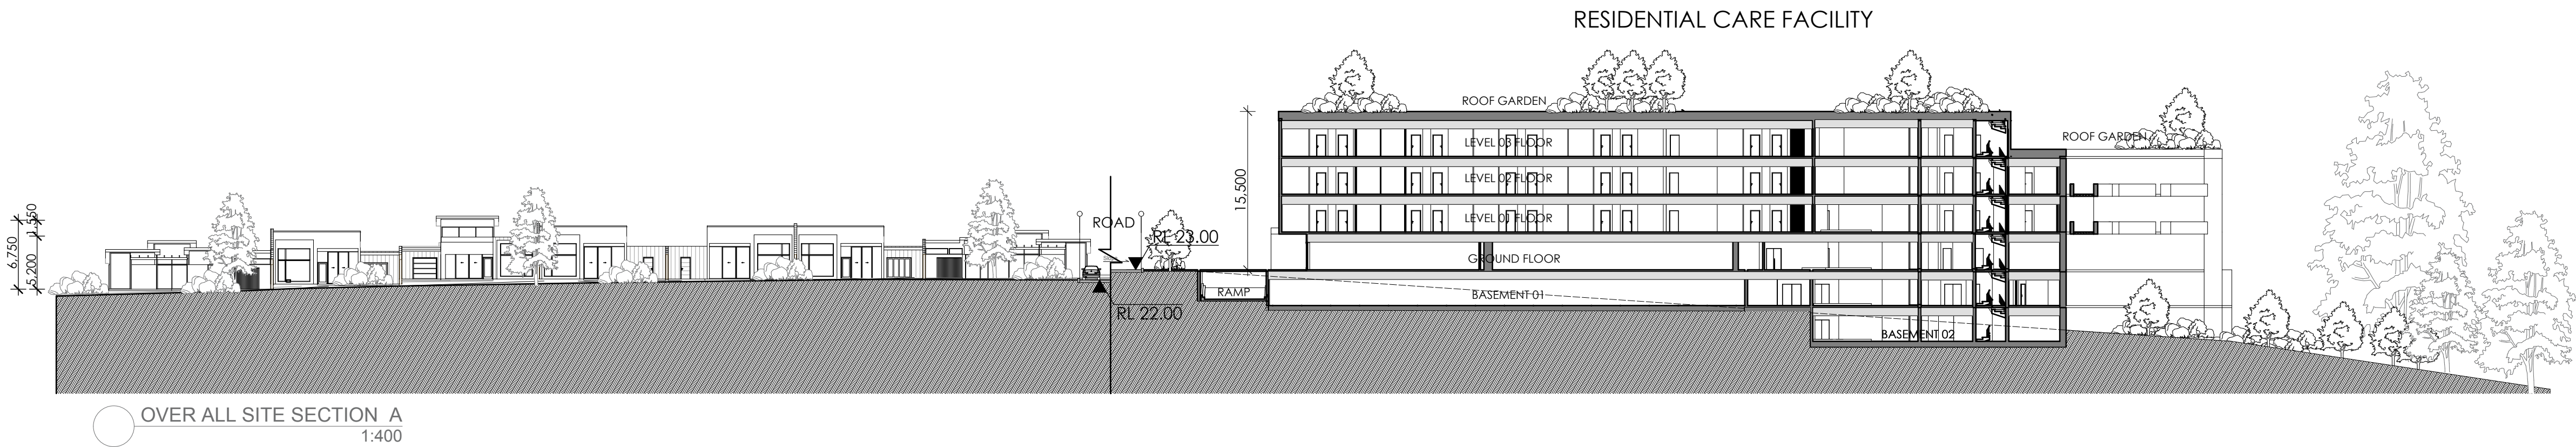 RESIDENTIAL CARE FACILITY
ROOF GARDEN
ROOF GARDEN
LEVEL 03 FLOOR
LEVEL 02 FLOOR
LEVEL 01 FLOOR
GROUND FLOOR
BASEMENT 01
BASEMENT 02
RAMP
15,500
ROAD
RL 23.00
RL 22.00
6,750
1,550
5,200
OVER ALL SITE SECTION A
1:400